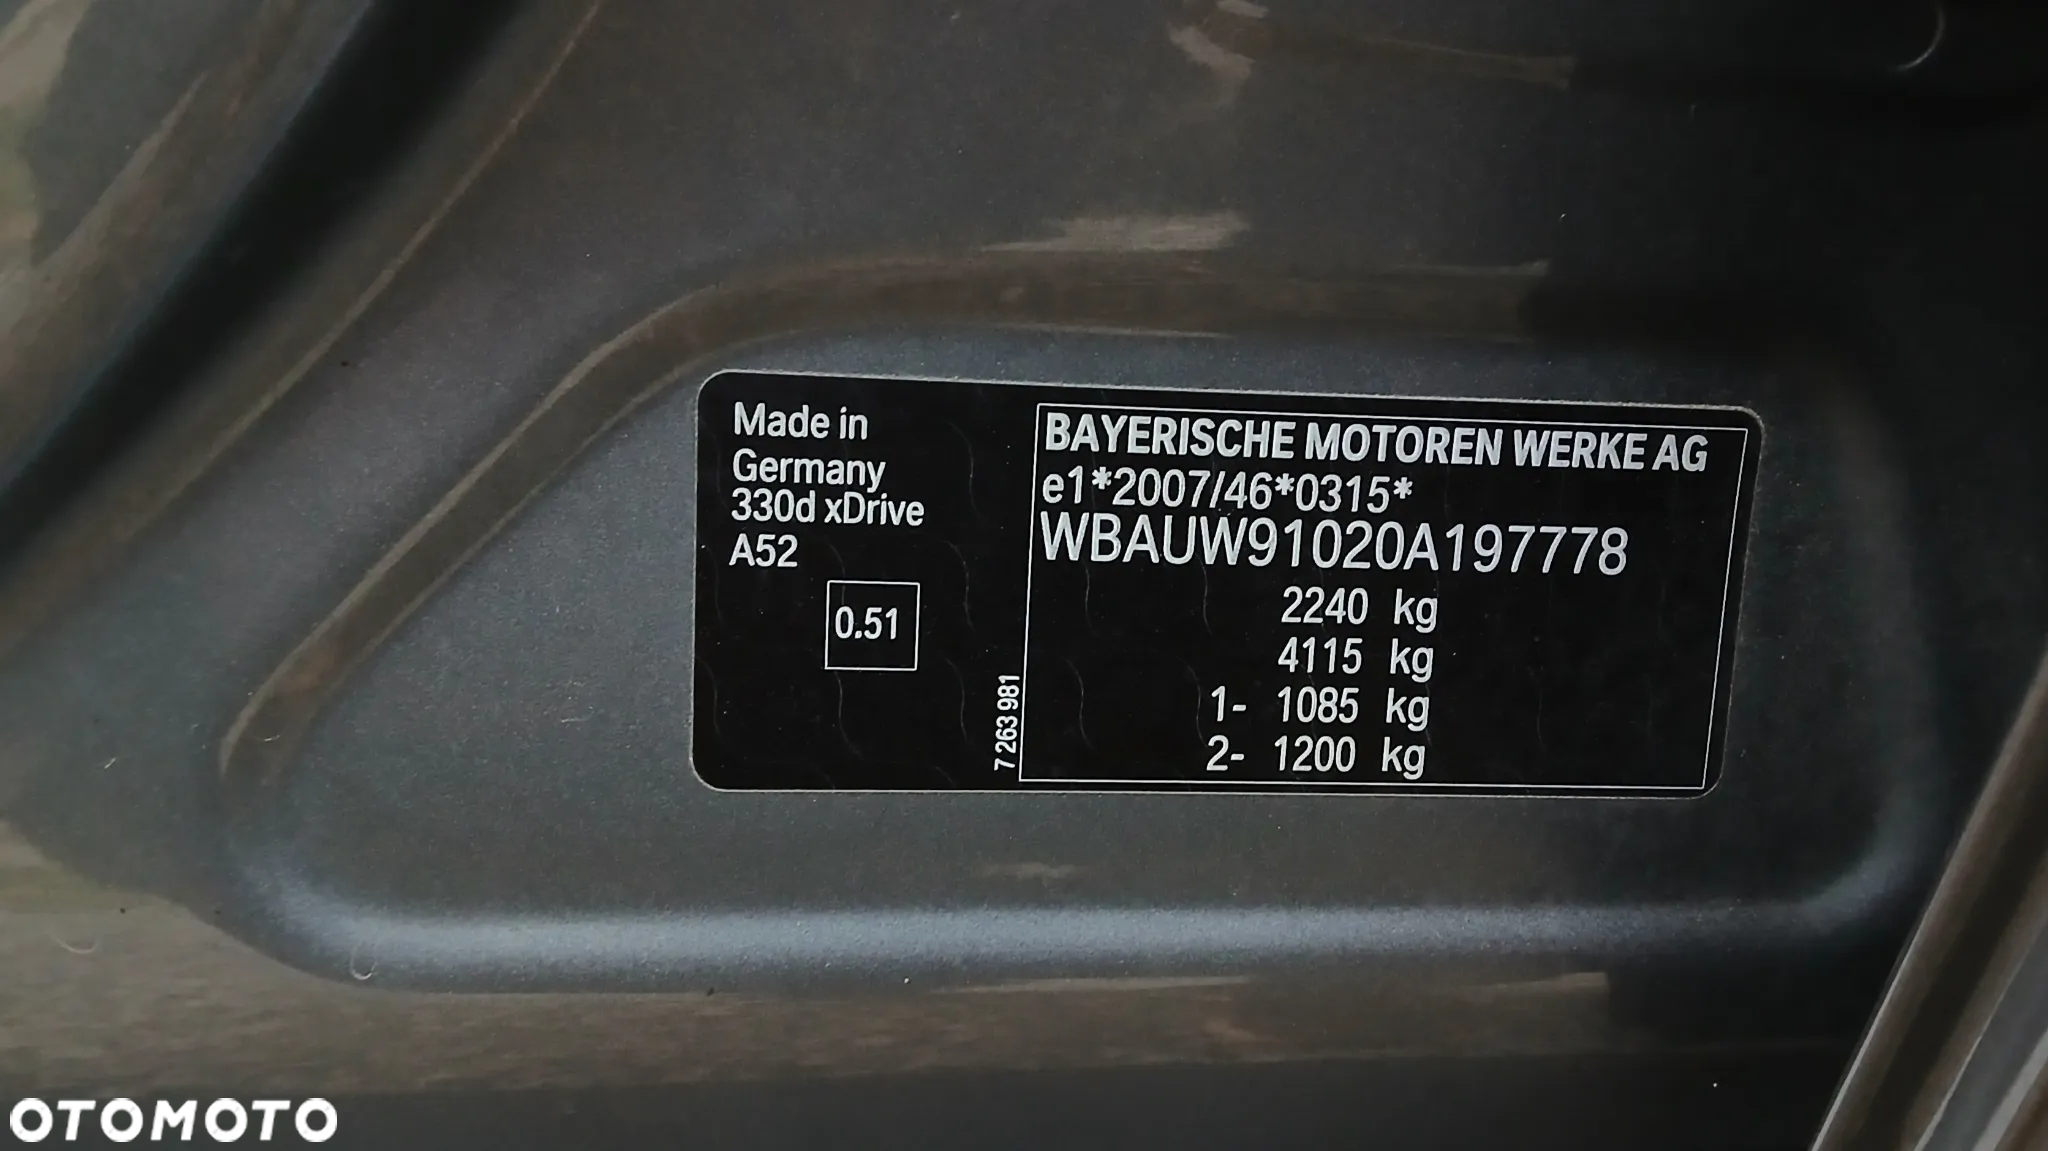 Made in
Germany
330d xDrive
A52
0.51
7 263 981
BAYERISCHE MOTOREN WERKE AG
e1*2007/46*0315*
WBAUW91020A197778
2240 kg
4115 kg
1- 1085 kg
2- 1200 kg
OTOMOTO